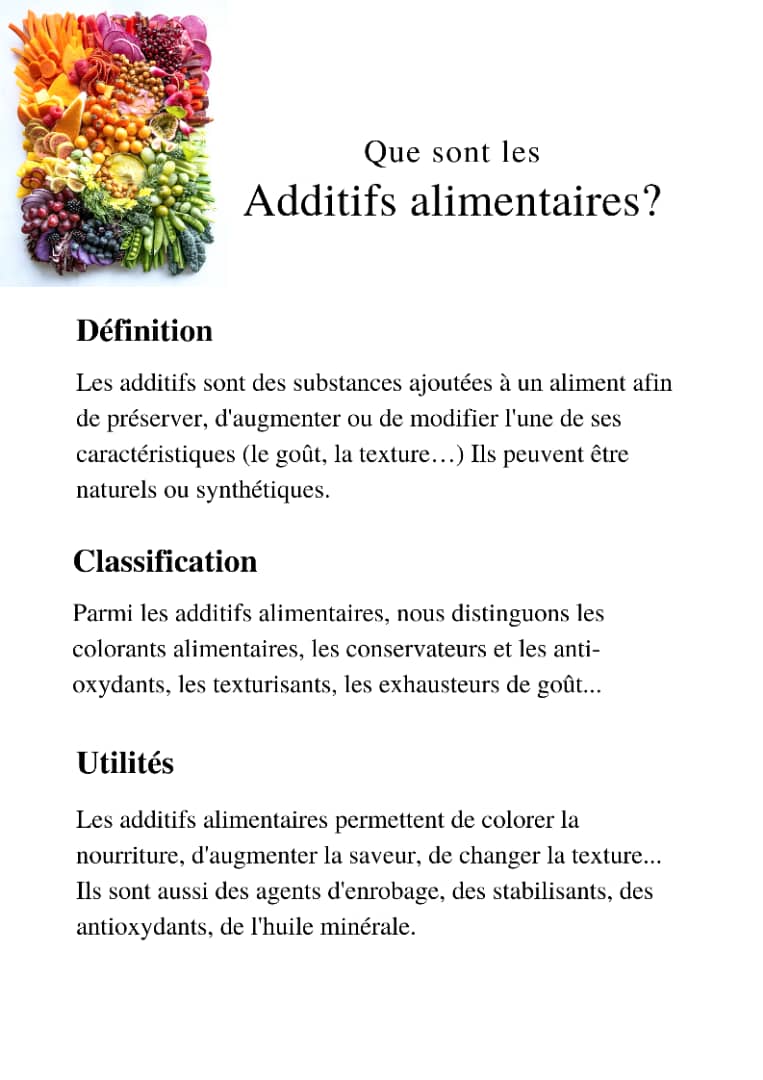 Que sont les
Additifs alimentaires?
Définition
Les additifs sont des substances ajoutées à un aliment afin
de préserver, d'augmenter ou de modifier l'une de ses
caractéristiques (le goût, la texture…) Ils peuvent être
naturels ou synthétiques.
Classification
Parmi les additifs alimentaires, nous distinguons les
colorants alimentaires, les conservateurs et les anti-
oxydants, les texturisants, les exhausteurs de goût...
Utilités
Les additifs alimentaires permettent de colorer la
nourriture, d'augmenter la saveur, de changer la texture...
Ils sont aussi des agents d'enrobage, des stabilisants, des
antioxydants, de l'huile minérale.